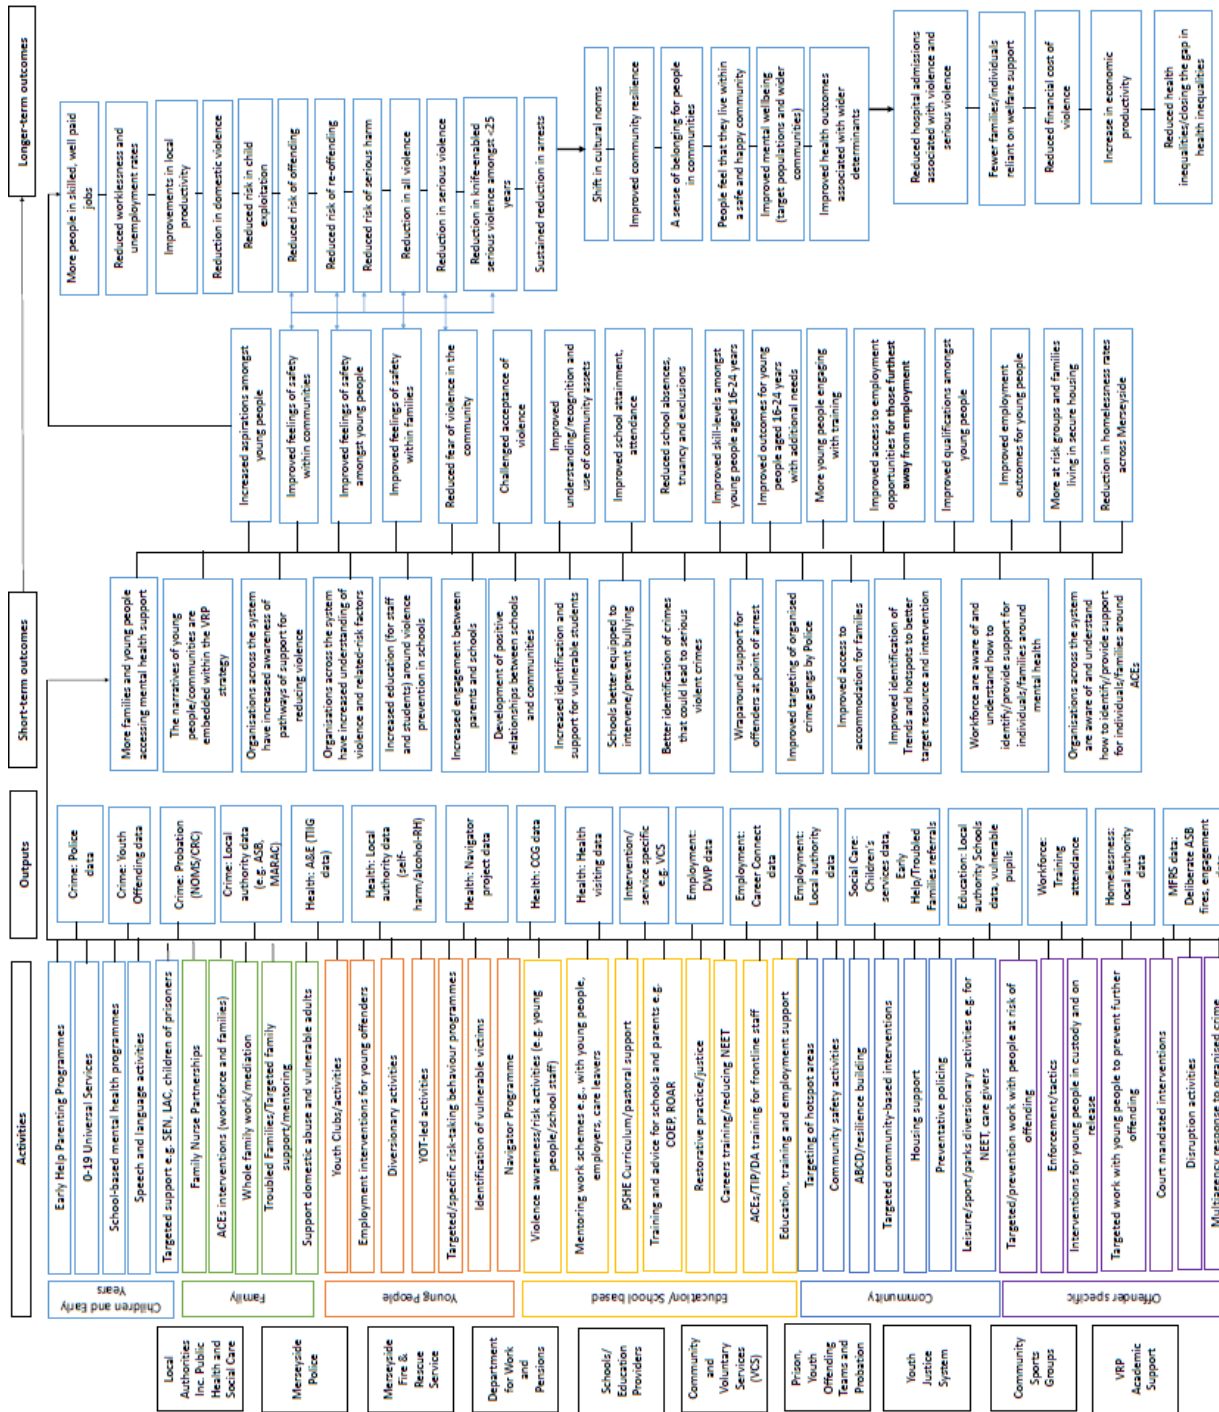 Activities
Outputs
Short-term outcomes
Longer-term outcomes
Local
Authorities
Inc. Public
Health and
Social Care
Merseyside
Police
Merseyside
Fire &
Rescue
Service
Department
for Work
and
Pensions
Schools/
Education
Providers
Community
and
Voluntary
Services
(VCS)
Prison,
Youth
Offending
Teams and
Probation
Youth
Justice
System
Community
Sports
Groups
VRP
Academic
Support
Children and Early
Years
Family
Young People
Education/ School based
Community
Offender specific
Early Help Parenting Programmes
0-19 Universal Services
School-based mental health programmes
Speech and language activities
Targeted support e.g. SEN, LAC, children of prisoners
Family Nurse Partnerships
ACEs interventions (workforce and families)
Whole family work/mediation
Troubled Families/Targeted family
support/mentoring
Support domestic abuse and vulnerable adults
Youth Clubs/activities
Employment interventions for young offenders
Diversionary activities
YOT-led activities
Targeted/specific risk-taking behaviour programmes
Identification of vulnerable victims
Navigator Programme
Violence awareness/risk activities (e.g. young
people/school staff)
Mentoring work schemes e.g. with young people,
employers, care leavers
PSHE Curriculum/pastoral support
Training and advice for schools and parents e.g.
COEP, ROAR
Restorative practice/justice
Careers training/reducing NEET
ACEs/TIP/DA training for frontline staff
Education, training and employment support
Targeting of hotspot areas
Community safety activities
ABCD/resilience building
Targeted community-based interventions
Housing support
Preventative policing
Leisure/sport/parks diversionary activities e.g. for
NEET, care givers
Targeted/prevention work with people at risk of
offending
Enforcement/tactics
Interventions for young people in custody and on
release
Targeted work with young people to prevent further
offending
Court mandated interventions
Disruption activities
Multiagency response to organised crime
Crime: Police
data
Crime: Youth
Offending data
Crime: Probation
(NOMS/CRC)
Crime: Local
authority data
(e.g. ASB,
MARAC)
Health: A&E (TIIG
data)
Health: Local
authority data
(self-
harm/alcohol-RH)
Health: Navigator
project data
Health: CCG data
Health: Health
visiting data
Intervention/
service specific
e.g. VCS
Employment:
DWP data
Employment:
Career Connect
data
Employment:
Local authority
data
Social Care:
Children's
services data,
Early
Help/Troubled
Families referrals
Education: Local
authority Schools
data, vulnerable
pupils
Workforce:
Training
attendance
Homelessness:
Local authority
data
MFRS data:
Deliberate ASB
fires, engagement
More families and young people
accessing mental health support
The narratives of young
people/communities are
embedded within the VRP
strategy
Organisations across the system
have increased awareness of
pathways of support for
reducing violence
Organisations across the system
have increased understanding of
violence and related-risk factors
Increased education (for staff
and students) around violence
prevention in schools
Increased engagement between
parents and schools
Development of positive
relationships between schools
and communities
Increased identification and
support for vulnerable students
Schools better equipped to
intervene/prevent bullying
Better identification of crimes
that could lead to serious
violent crimes
Wraparound support for
offenders at point of arrest
Improved targeting of organised
crime gangs by Police
Improved access to
accommodation for families
Improved identification of
Trends and hotspots to better
target resource and intervention
Workforce are aware of and
understand how to
identify/provide support for
individuals/families around
mental health
Organisations across the system
are aware of and understand
how to identify/provide support
for individuals/families around
ACEs
Increased aspirations amongst
young people
Improved feelings of safety
within communities
Improved feelings of safety
amongst young people
Improved feelings of safety
within families
Reduced fear of violence in the
community
Challenged acceptance of
violence
Improved
understanding/recognition and
use of community assets
Improved school attainment,
attendance
Reduced school absences,
truancy and exclusions
Improved skill-levels amongst
young people aged 16-24 years
Improved outcomes for young
people aged 16-24 years
with additional needs
More young people engaging
with training
Improved access to employment
opportunities for those furthest
away from employment
Improved qualifications amongst
young people
Improved employment
outcomes for young people
More at risk groups and families
living in secure housing
Reduction in homelessness rates
across Merseyside
More people in skilled, well paid
jobs
Reduced worklessness and
unemployment rates
Improvements in local
productivity
Reduction in domestic violence
Reduced risk in child
exploitation
Reduced risk of offending
Reduced risk of re-offending
Reduced risk of serious harm
Reduction in all violence
Reduction in serious violence
Reduction in knife-enabled
serious violence amongst <25
years
Sustained reduction in arrests
Shift in cultural norms
Improved community resilience
A sense of belonging for people
in communities
People feel that they live within
a safe and happy community
Improved mental wellbeing
(target populations and wider
communities)
Improved health outcomes
associated with wider
determinants
Reduced hospital admissions
associated with violence and
serious violence
Fewer families/individuals
reliant on welfare support
Reduced financial cost of
violence
Increase in economic
productivity
Reduced health
inequalities/closing the gap in
health inequalities